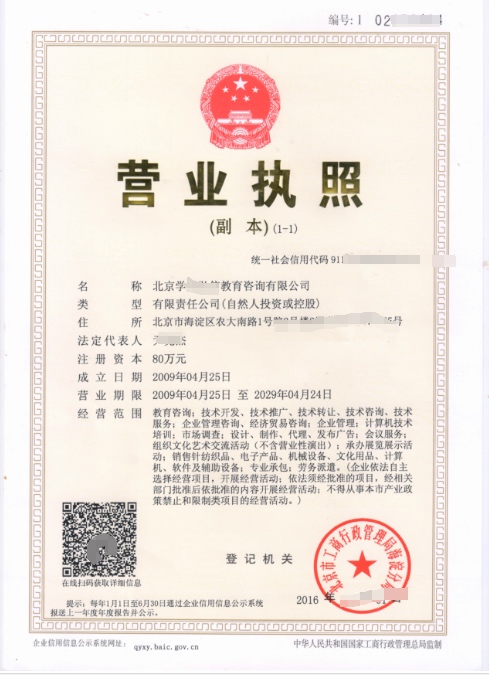 编号:1 02
营业执照
(副 本)(1-1)
统一社会信用代码 911
名 称 北京学 教育咨询有限公司
类 型 有限责任公司(自然人投资或控股)
住 所 北京市海淀区农大南路1号 5号
法定代表人 杰
注册资本 80万元
成立日期 2009年04月25日
营业期限 2009年04月25日 至 2029年04月24日
经营范围 教育咨询；技术开发、技术推广、技术转让、技术咨询、技术
服务；企业管理咨询、经济贸易咨询；企业管理；计算机技术
培训；市场调查；设计、制作、代理、发布广告；会议服务；
组织文化艺术交流活动（不含营业性演出）；承办展览展示活
动；销售针纺织品、电子产品、机械设备、文化用品、计算
机、软件及辅助设备；专业承包；劳务派遣。(企业依法自主
选择经营项目，开展经营活动；依法须经批准的项目，经相关
部门批准后依批准的内容开展经营活动；不得从事本市产业政
策禁止和限制类项目的经营活动。)
在线扫码获取详细信息
登记机关
北京市工商行政管理局海淀分局
2016 年
提示：每年1月1日至6月30日通过企业信用信息公示系统
报送上一年度年度报告并公示。
企业信用信息公示系统网址： qyxy.baic.gov.cn
中华人民共和国国家工商行政管理总局监制